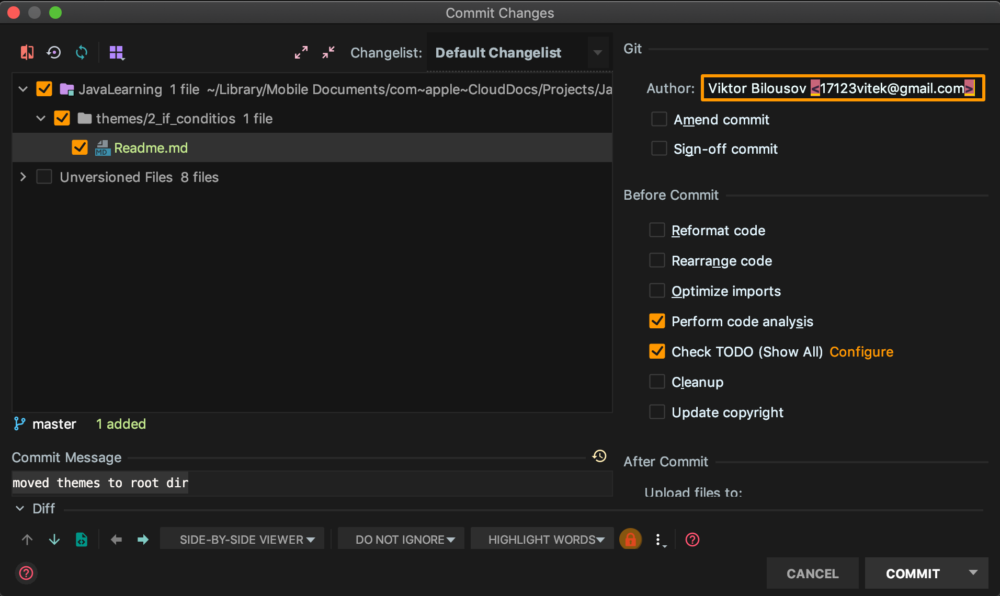 Commit Changes
Changelist: Default Changelist
JavaLearning 1 file ~/Library/Mobile Documents/com~apple~CloudDocs/Projects/Ja
themes/2_if_conditios 1 file
MD Readme.md
Unversioned Files 8 files
master 1 added
Commit Message
moved themes to root dir
Git
Author: Viktor Bilousov <17123vitek@gmail.com>
Amend commit
Sign-off commit
Before Commit
Reformat code
Rearrange code
Optimize imports
Perform code analysis
Check TODO (Show All) Configure
Cleanup
Update copyright
After Commit
Upload files to:
Diff
SIDE-BY-SIDE VIEWER DO NOT IGNORE HIGHLIGHT WORDS
CANCEL COMMIT